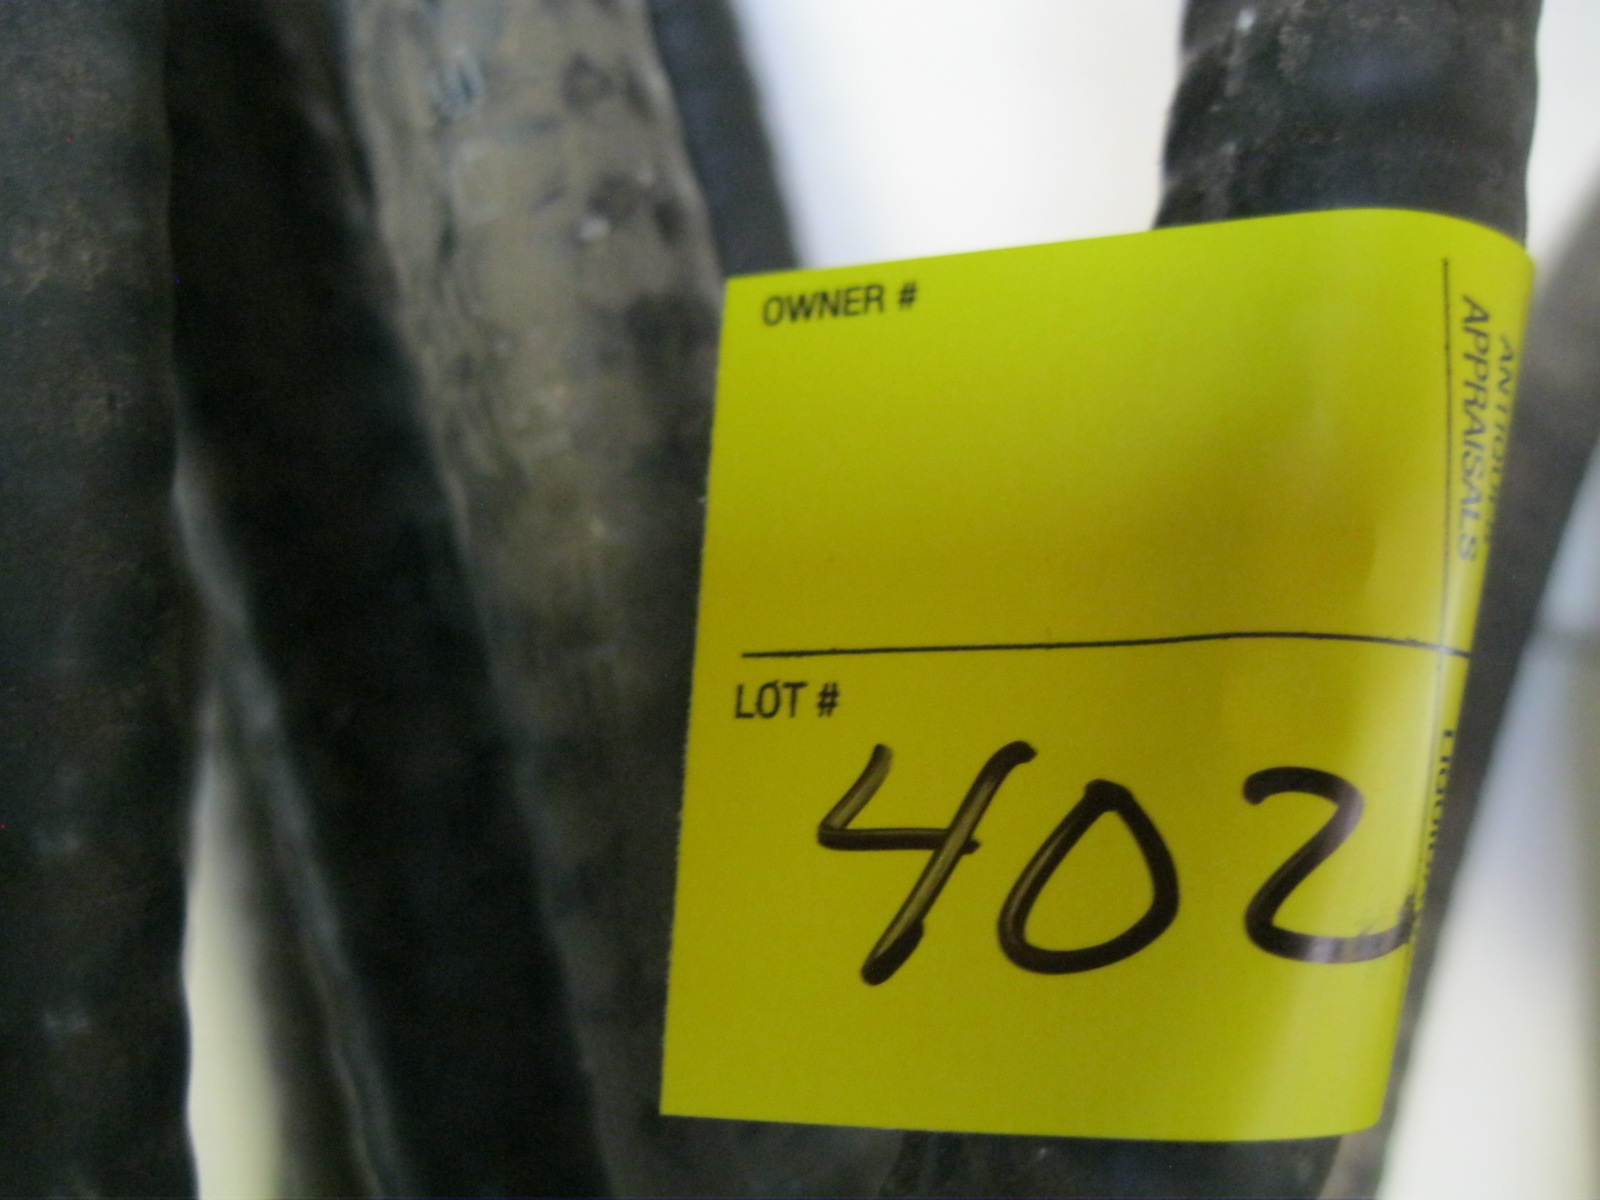 OWNER #
APPRAISALS
LOT #
402